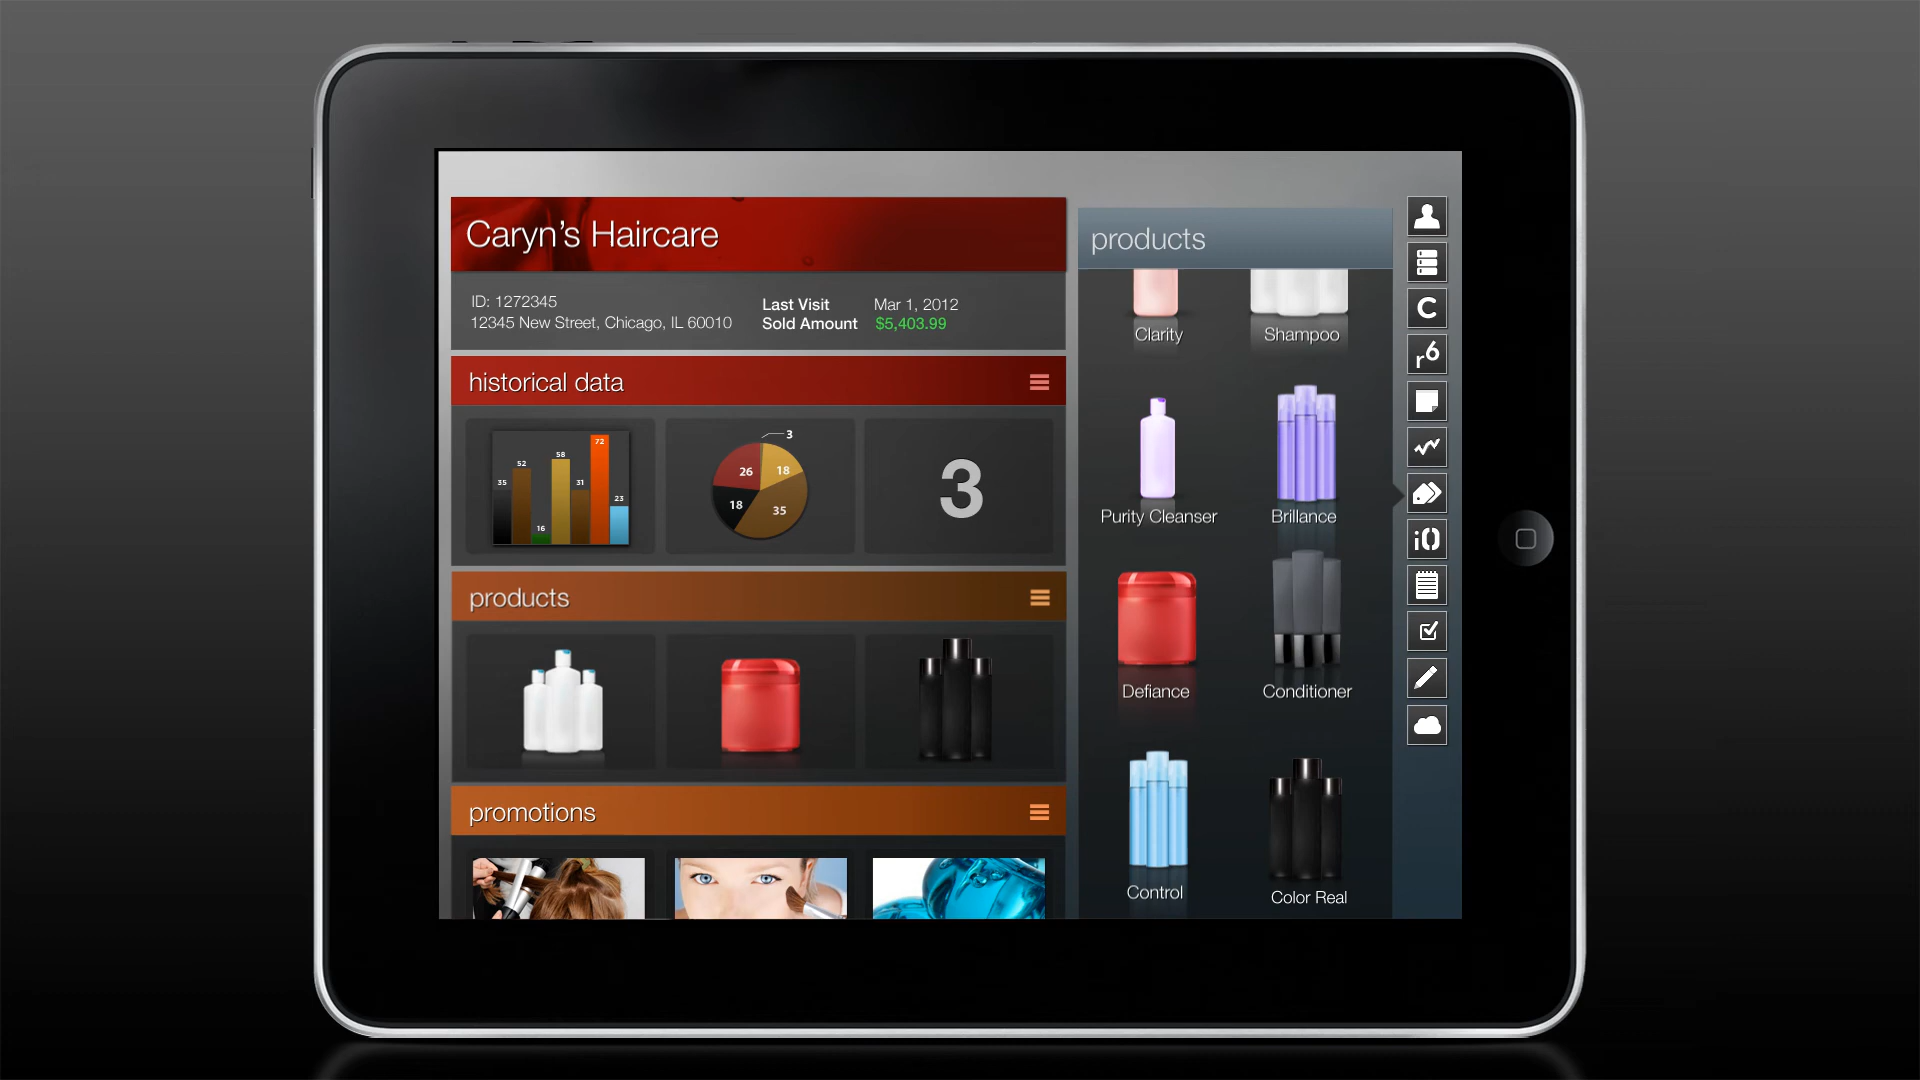 Caryn's Haircare
ID: 1272345
12345 New Street, Chicago, IL 60010
Last Visit Mar 1, 2012
Sold Amount $5,403.99
historical data
35
52
16
58
31
72
23
3
26
18
18
35
3
products
promotions
products
Clarity
Shampoo
Purity Cleanser
Brillance
Defiance
Conditioner
Control
Color Real
C
r6
iO